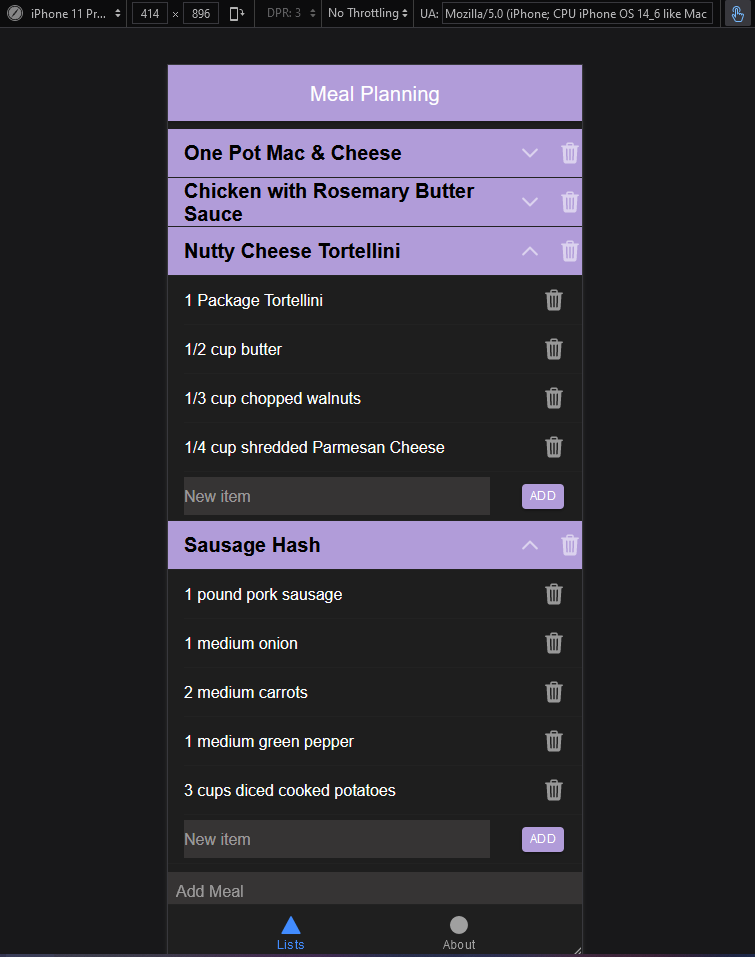 iPhone 11 Pr... 414 × 896 DPR: 3 No Throttling UA: Mozilla/5.0 (iPhone; CPU iPhone OS 14_6 like Mac
Meal Planning
One Pot Mac & Cheese
Chicken with Rosemary Butter
Sauce
Nutty Cheese Tortellini
1 Package Tortellini
1/2 cup butter
1/3 cup chopped walnuts
1/4 cup shredded Parmesan Cheese
New item ADD
Sausage Hash
1 pound pork sausage
1 medium onion
2 medium carrots
1 medium green pepper
3 cups diced cooked potatoes
New item ADD
Add Meal
Lists About